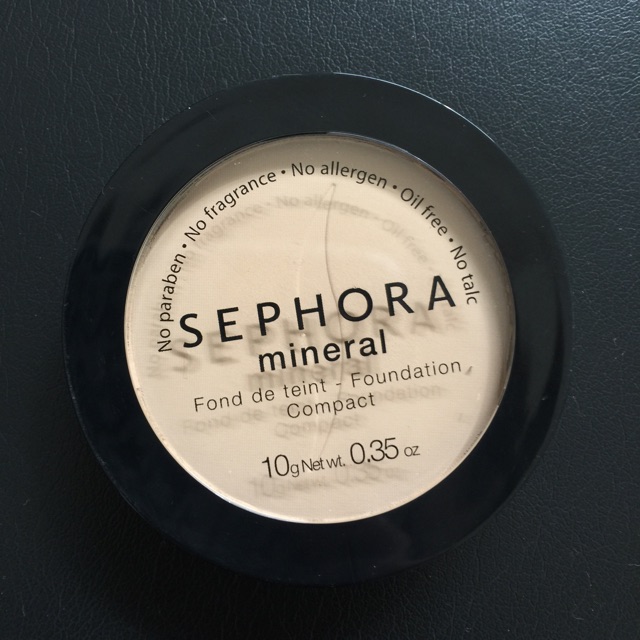 No paraben • No fragrance • No allergen • Oil free • No talc
SEPHORA
mineral
Fond de teint - Foundation
Compact
10g Net wt. 0.35 oz